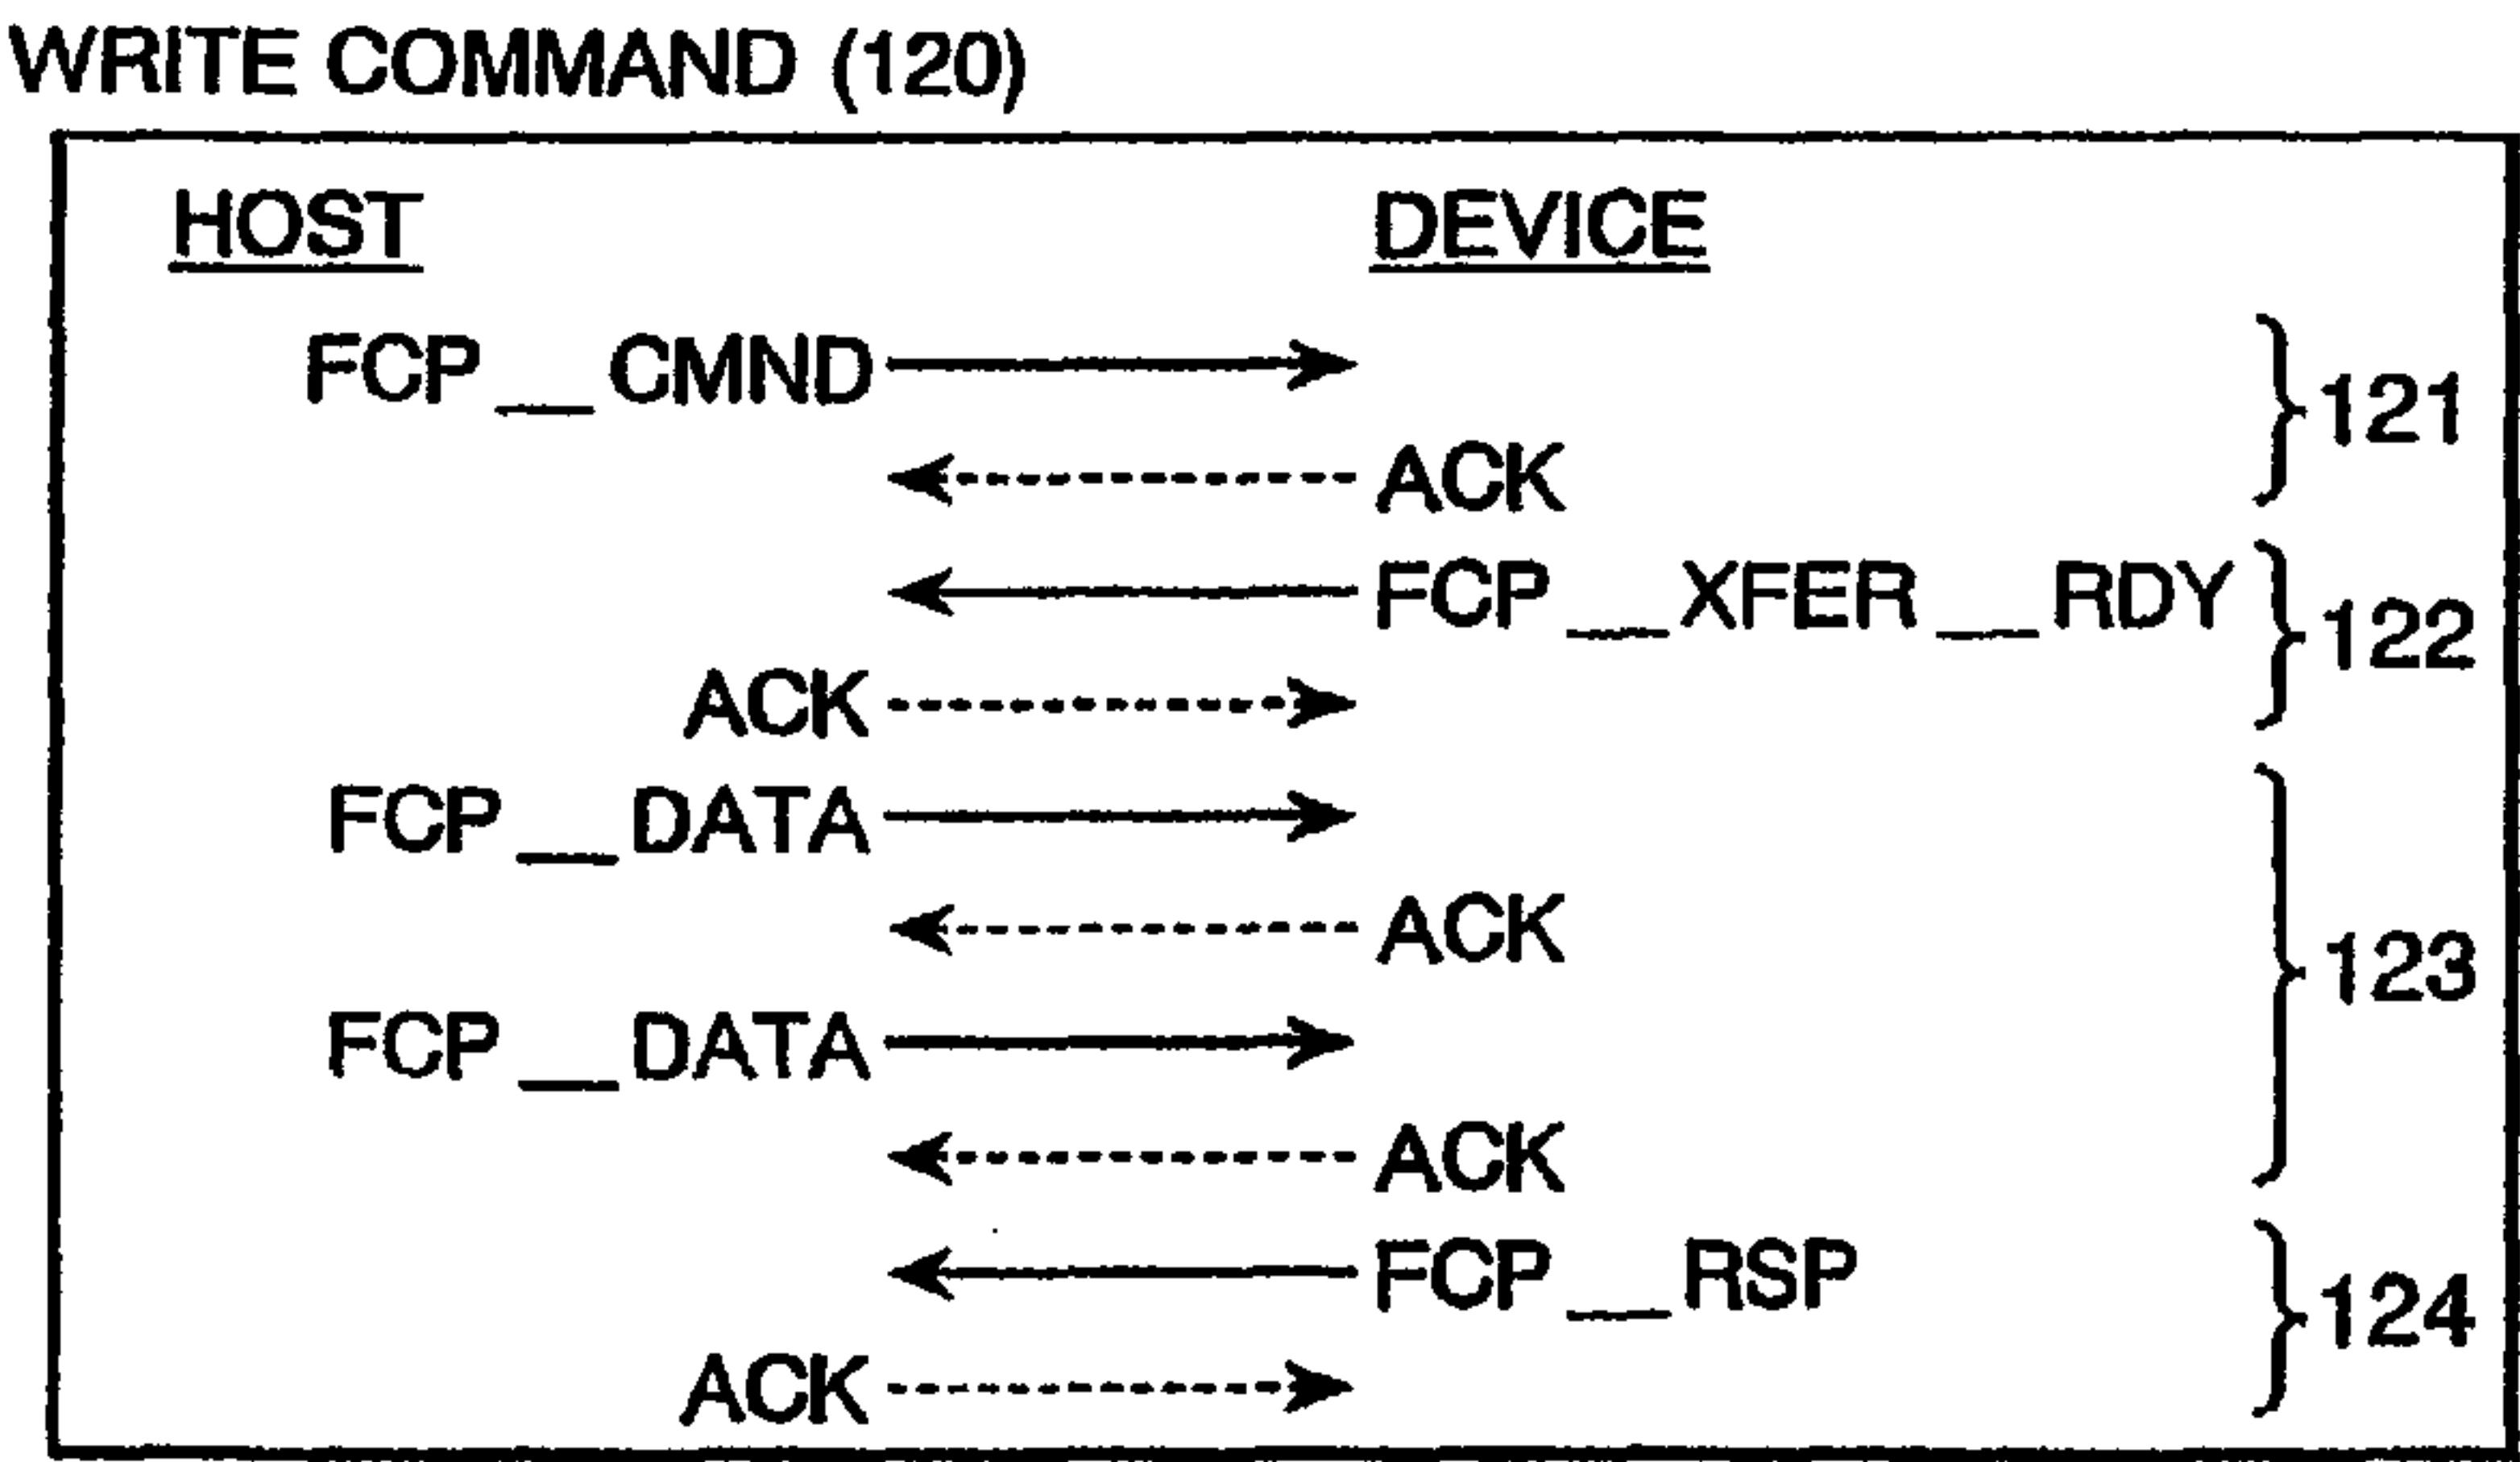 WRITE COMMAND (120)
HOST DEVICE
FCP__CMND
121
ACK
FCP__XFER__RDY
122
ACK
FCP__DATA
ACK
123
FCP__DATA
ACK
FCP__RSP
124
ACK